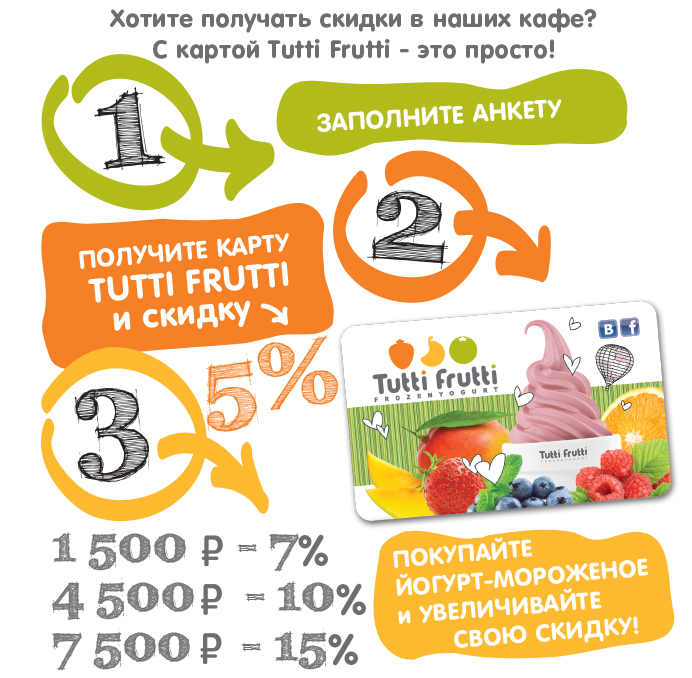 Хотите получать скидки в наших кафе?
С картой Tutti Frutti - это просто!
1
ЗАПОЛНИТЕ АНКЕТУ
2
ПОЛУЧИТЕ КАРТУ
TUTTI FRUTTI
и скидку
5%
В f
Tutti Frutti
FROZENYOGURT
Tutti Frutti
3
1 500 ₽ - 7%
4 500 ₽ - 10%
7 500 ₽ - 15%
ПОКУПАЙТЕ
ЙОГУРТ-МОРОЖЕНОЕ
и УВЕЛИЧИВАЙТЕ
СВОЮ СКИДКУ!